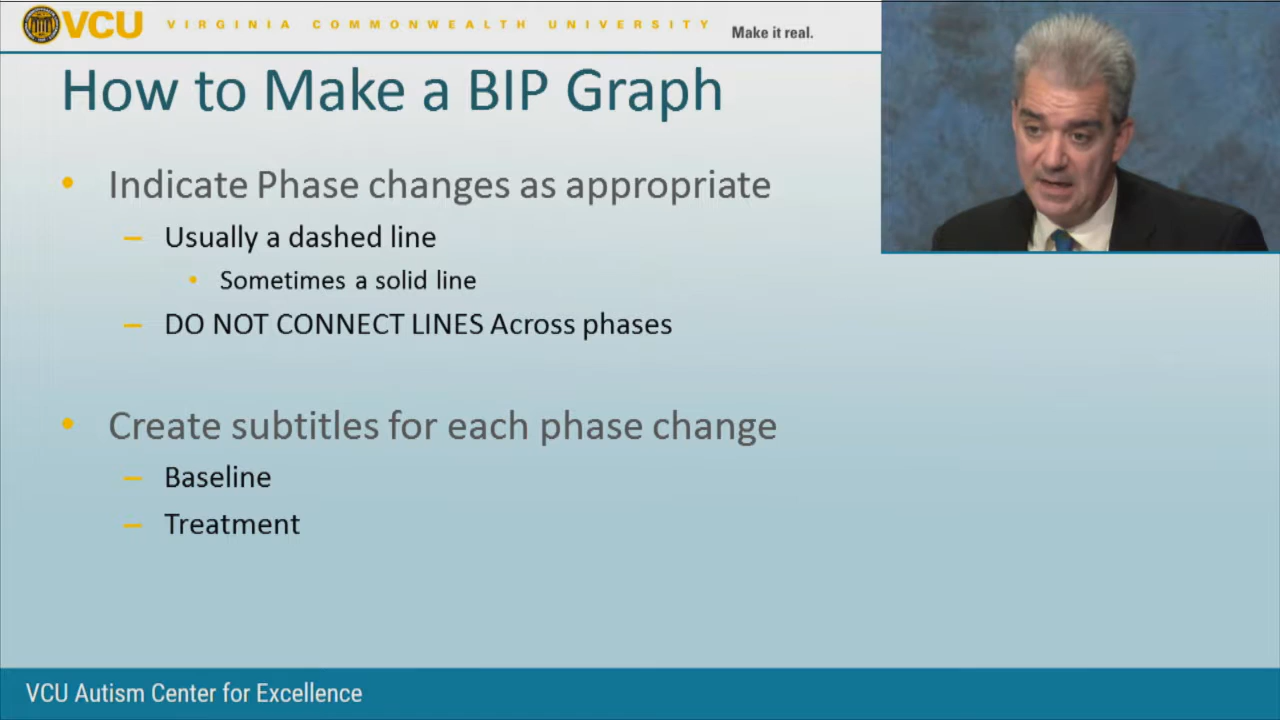 VCU VIRGINIA COMMONWEALTH UNIVERSITY Make it real.
How to Make a BIP Graph
• Indicate Phase changes as appropriate
– Usually a dashed line
• Sometimes a solid line
– DO NOT CONNECT LINES Across phases
• Create subtitles for each phase change
– Baseline
– Treatment
VCU Autism Center for Excellence